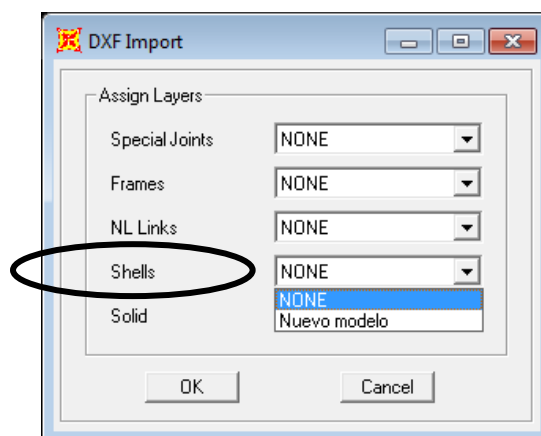 DXF Import
Assign Layers
Special Joints NONE
Frames NONE
NL Links NONE
Shells NONE
NONE
Solid Nuevo modelo
OK Cancel